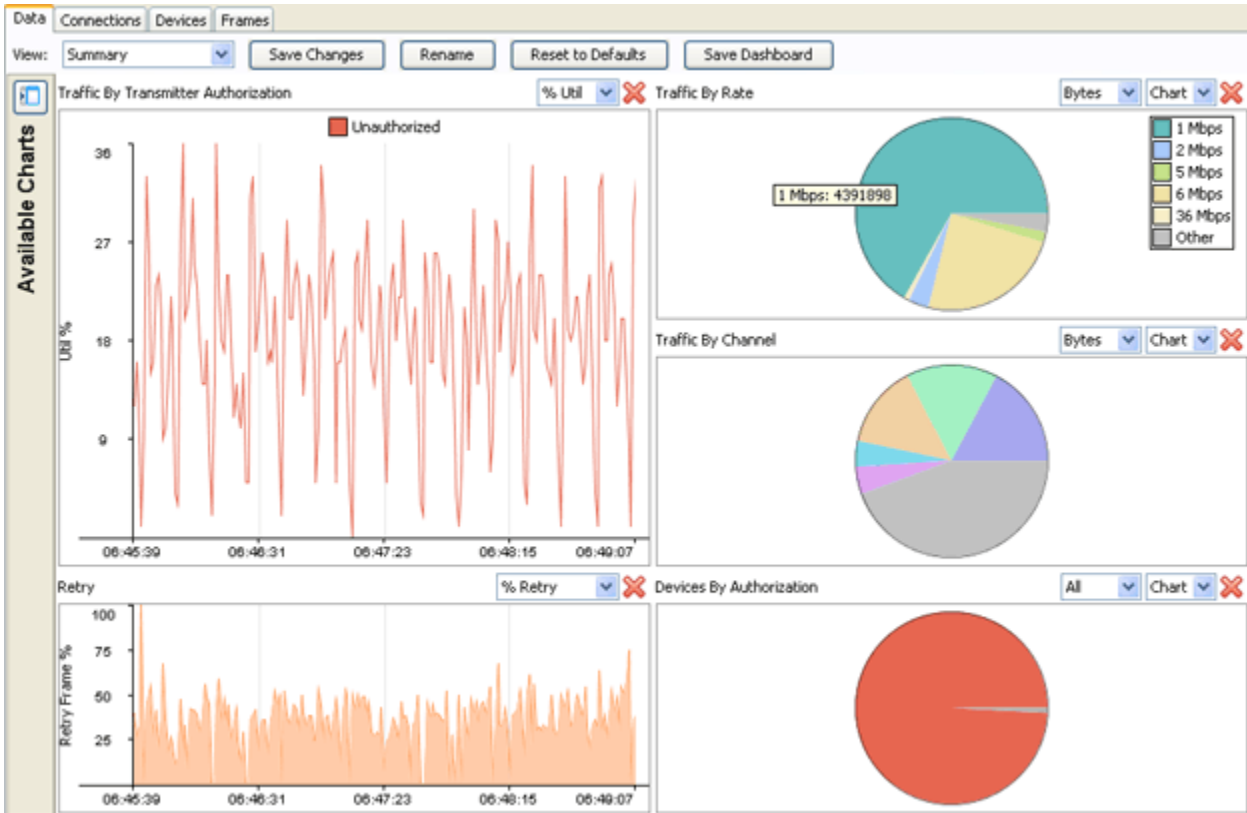 Data Connections Devices Frames
View: Summary Save Changes Rename Reset to Defaults Save Dashboard
Available Charts
Traffic By Transmitter Authorization % Util
Unauthorized
36
27
18
9
Util %
06:45:39 06:46:31 06:47:23 06:48:15 06:49:07
Retry % Retry
100
75
50
25
Retry Frame %
06:45:39 06:46:31 06:47:23 06:48:15 06:49:07
Traffic By Rate Bytes Chart
1 Mbps: 4391898
1 Mbps
2 Mbps
5 Mbps
6 Mbps
36 Mbps
Other
Traffic By Channel Bytes Chart
Devices By Authorization All Chart